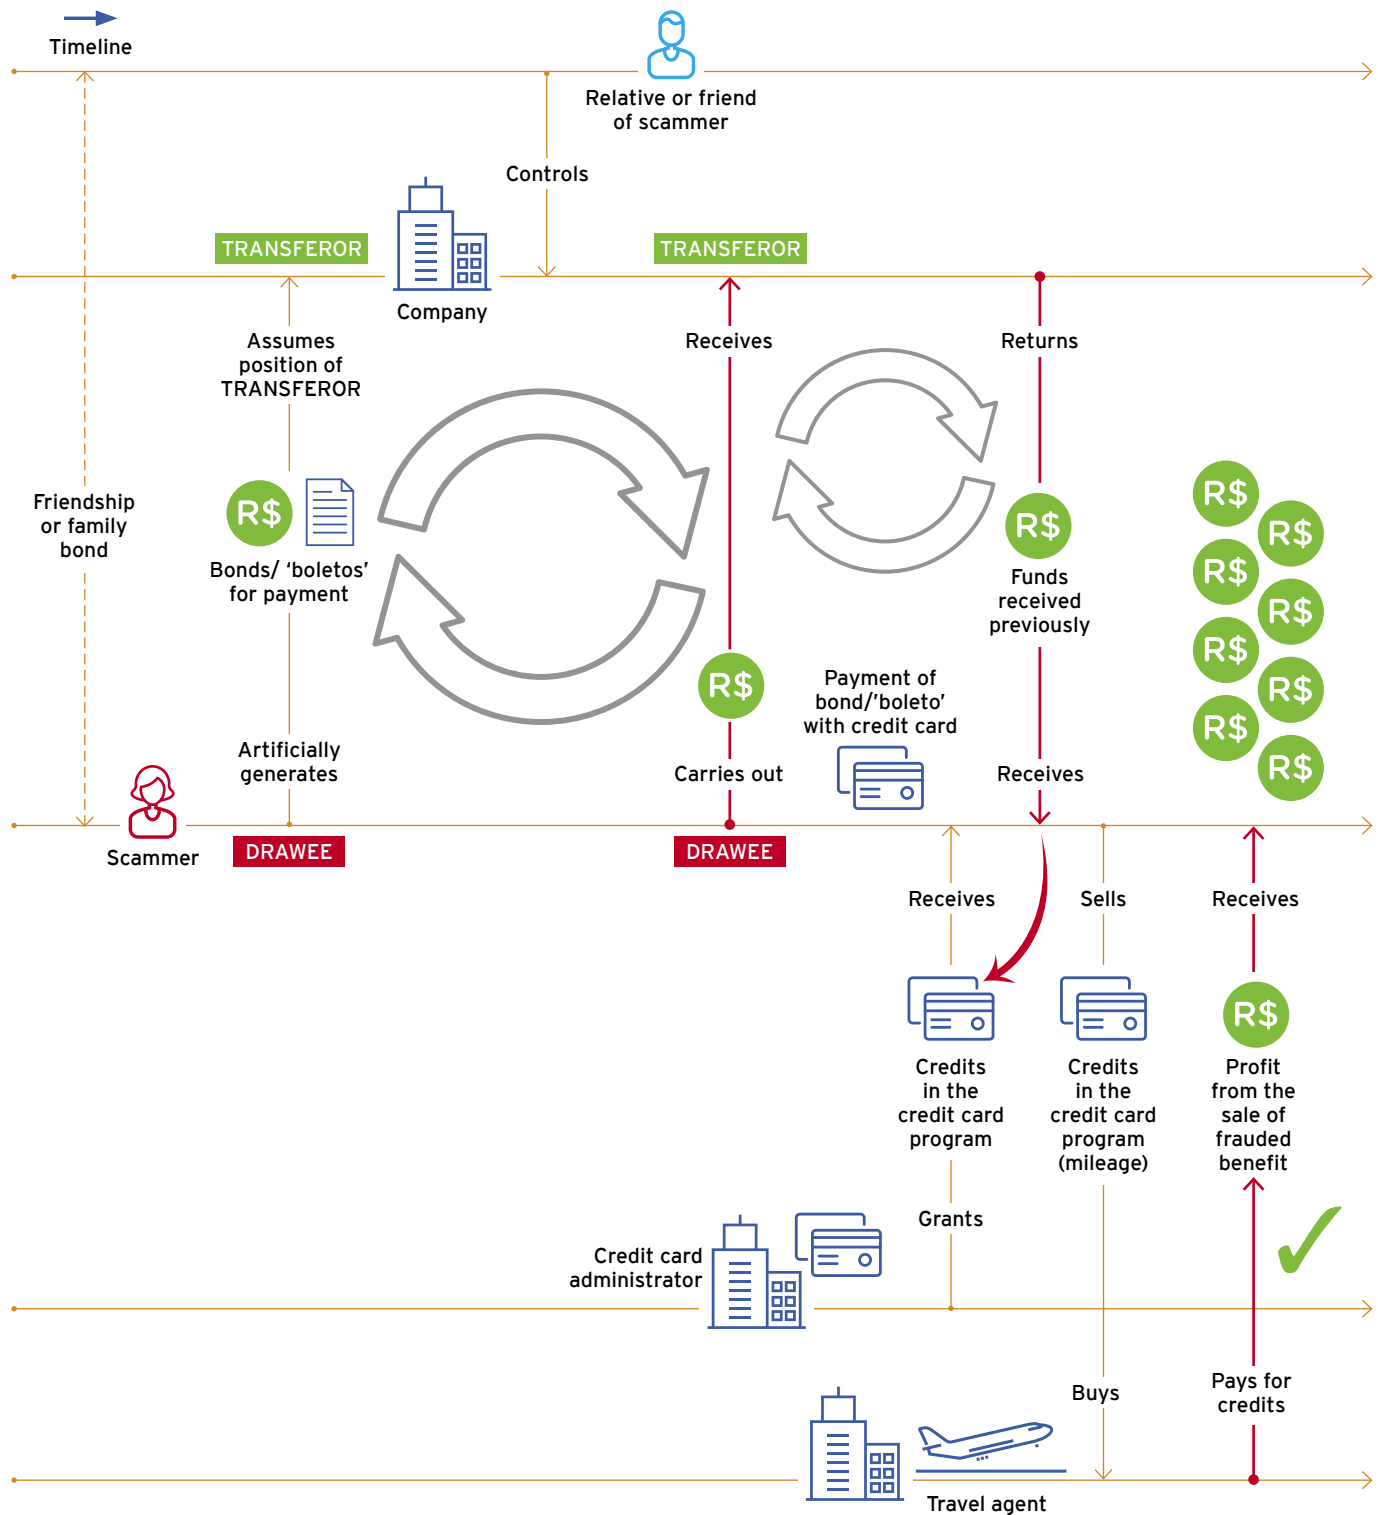 Timeline
Relative or friend
of scammer
Controls
TRANSFEROR
TRANSFEROR
Company
Assumes
position of
TRANSFEROR
Receives
Returns
Friendship
or family
bond
R$
Bonds/ ‘boletos’
for payment
R$
Funds
received
previously
R$
R$
R$
R$
R$
R$
R$
R$
R$
Payment of
bond/’boleto’
with credit card
Artificially
generates
Carries out
Receives
Scammer
DRAWEE
DRAWEE
Receives
Sells
Receives
R$
Credits
in the
credit card
program
Credits
in the
credit card
program
(mileage)
Profit
from the
sale of
frauded
benefit
Grants
Credit card
administrator
Buys
Pays for
credits
Travel agent